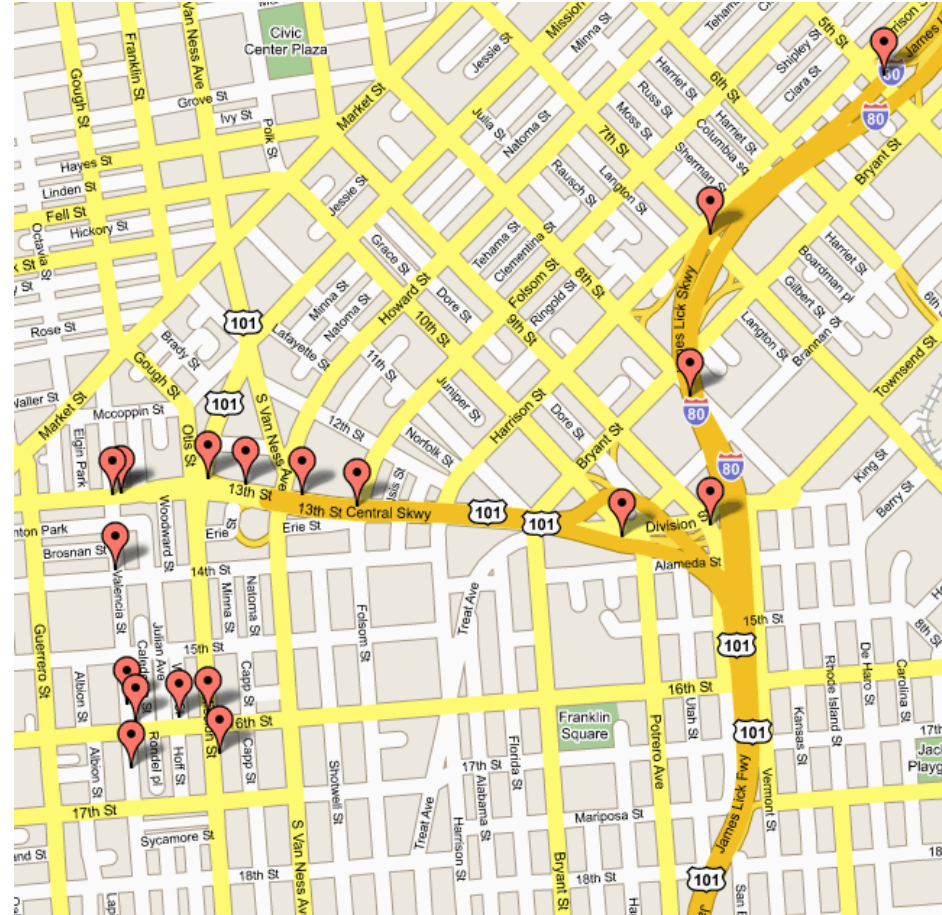 Civic
Center Plaza
Mission
Minna St
Tehama
Clementina
5th St
James
Gough St
Franklin St
S Van Ness Ave
Jessie St
Shipley St
Clara St
80
Grove St
Ivy St
Polk St
Market St
Harriet St
6th St
Russ St
Moss St
Harriet St
Columbia sq
Sherman St
80
Julia St
Natoma St
7th St
Bryant St
Hayes St
Linden St
Fell St
Hickory St
Octavia St
Jessie St
Rausch St
Langton St
Grace St
Tehama St
Clementina St
Folsom St
8th St
Harriet St
Boardman pl
Gilbert St
Howard St
Dore St
Ringold St
9th St
Minna St
Natoma St
Lafayette St
10th St
Langton St
Brannan St
6th
Rose St
101
Brady St
Gough St
11th St
Juniper St
Townsend St
Waller St
Market St
Mccoppin St
101
S Van Ness Ave
12th St
Norfolk St
Harrison St
Dore St
Bryant St
80
Elgin Park
Otis St
80
King St
Berry St
13th St
13th St Central Skwy
101
101
Division St
Woodward St
Erie St
Erie St
Brosnan St
Valencia St
14th St
Minna St
Natoma St
Alameda St
Treat Ave
Folsom St
15th St
8th St
101
Guerrero St
Albion St
Julian Ave
15th St
Capp St
De Haro St
Carolina St
Rhode Island St
16th St
Utah St
Kansas St
Franklin
Square
Potrero Ave
101
Albion St
Rondel pl
Hoff St
Capp St
17th St
Florida St
Alabama St
17th
Shotwell St
17th St
Treat Ave
Harrison St
Mariposa St
James Lick Fwy
Vermont St
Sycamore St
S Van Ness Ave
Bryant St
18th St
18th St
101
18th